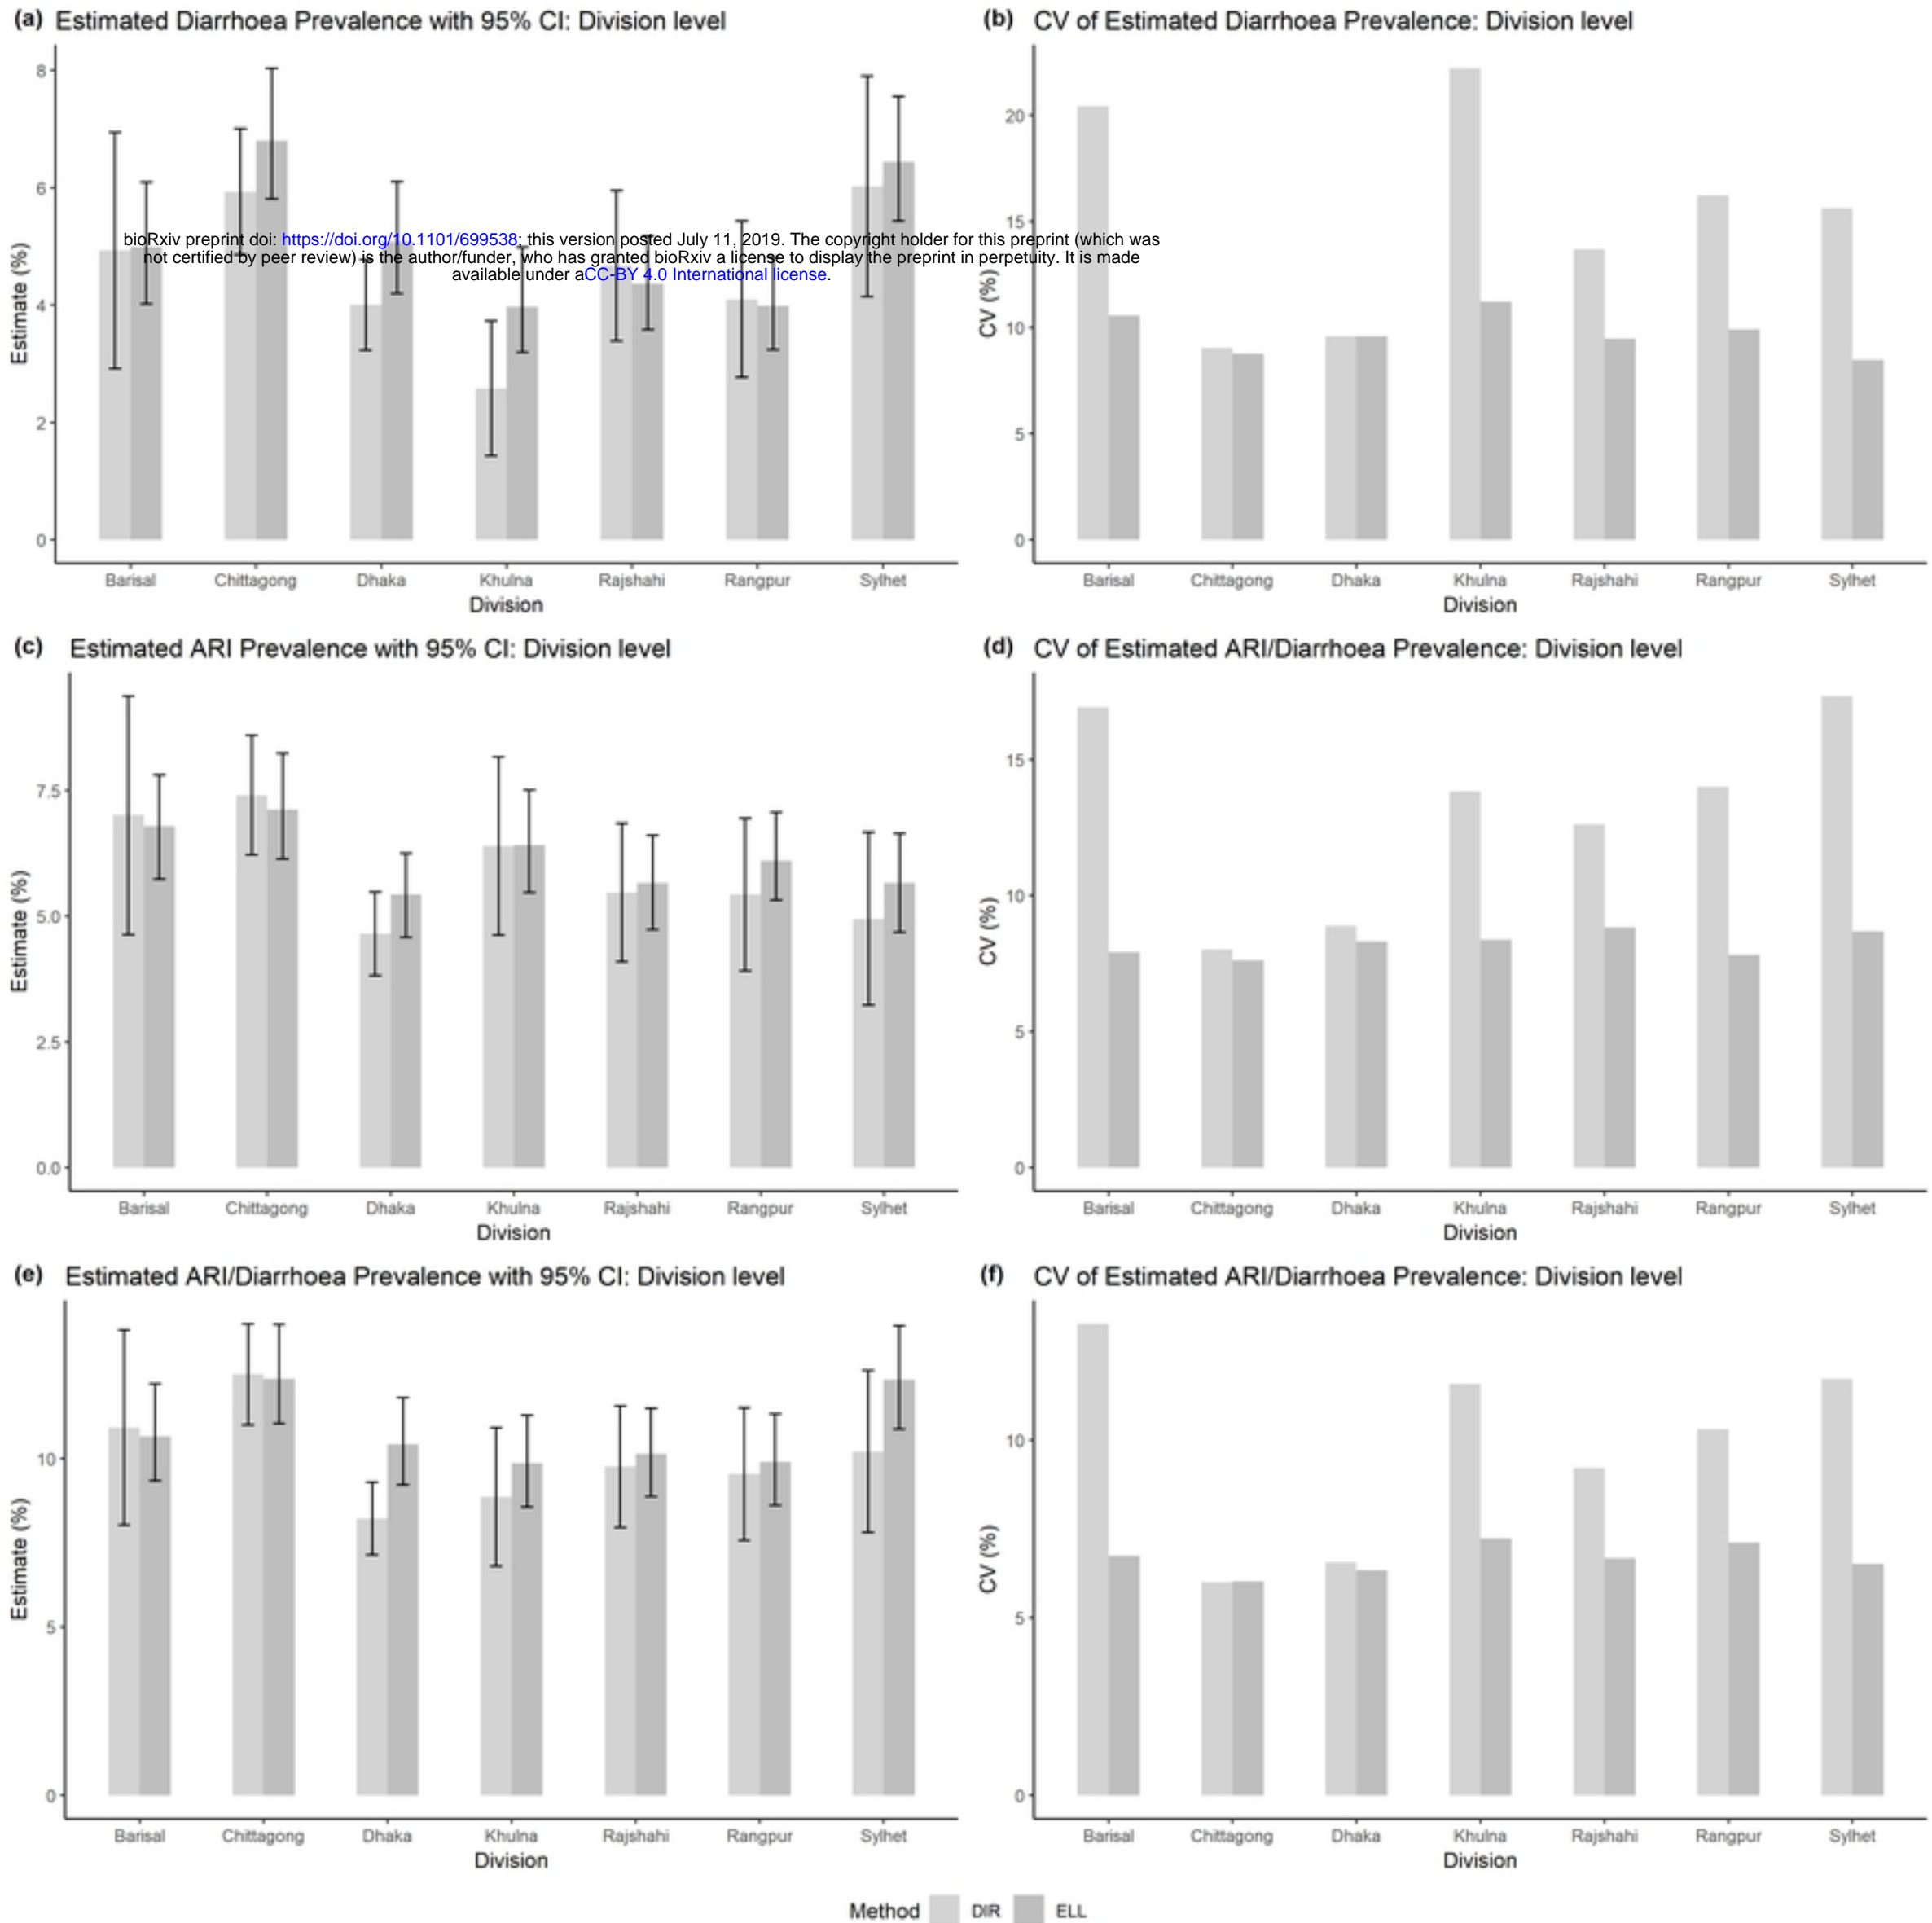 (a) Estimated Diarrhoea Prevalence with 95% CI: Division level
8
6
4
2
0
Estimate (%)
Barisal Chittagong Dhaka Khulna Rajshahi Rangpur Sylhet
Division
(b) CV of Estimated Diarrhoea Prevalence: Division level
20
15
10
5
0
CV (%)
Barisal Chittagong Dhaka Khulna Rajshahi Rangpur Sylhet
Division
bioRxiv preprint doi: https://doi.org/10.1101/699538; this version posted July 11, 2019. The copyright holder for this preprint (which was
not certified by peer review) is the author/funder, who has granted bioRxiv a license to display the preprint in perpetuity. It is made
available under aCC-BY 4.0 International license.
(c) Estimated ARI Prevalence with 95% CI: Division level
7.5
5.0
2.5
0.0
Estimate (%)
Barisal Chittagong Dhaka Khulna Rajshahi Rangpur Sylhet
Division
(d) CV of Estimated ARI/Diarrhoea Prevalence: Division level
15
10
5
0
CV (%)
Barisal Chittagong Dhaka Khulna Rajshahi Rangpur Sylhet
Division
(e) Estimated ARI/Diarrhoea Prevalence with 95% CI: Division level
10
5
0
Estimate (%)
Barisal Chittagong Dhaka Khulna Rajshahi Rangpur Sylhet
Division
(f) CV of Estimated ARI/Diarrhoea Prevalence: Division level
10
5
0
CV (%)
Barisal Chittagong Dhaka Khulna Rajshahi Rangpur Sylhet
Division
Method DIR ELL